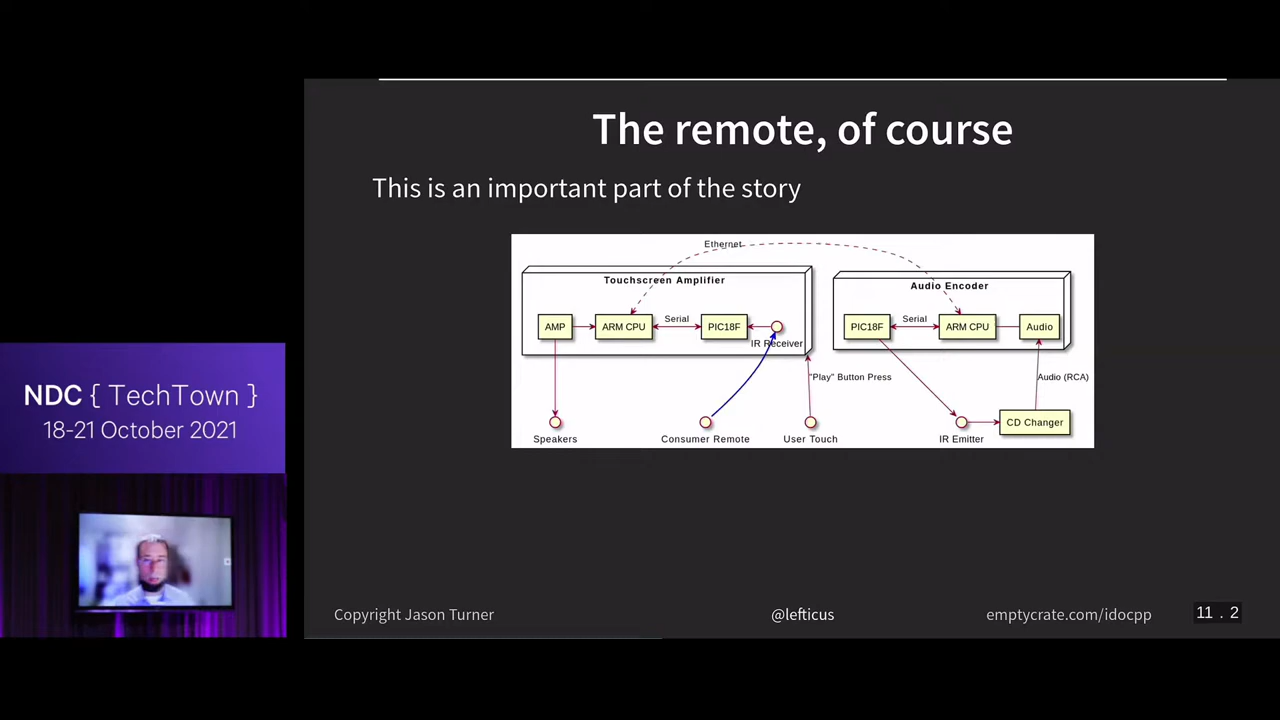 The remote, of course
This is an important part of the story
Ethernet
Touchscreen Amplifier
AMP
ARM CPU
Serial
PIC18F
IR Receiver
Audio Encoder
PIC18F
Serial
ARM CPU
Audio
"Play" Button Press
Audio (RCA)
Speakers
Consumer Remote
User Touch
IR Emitter
CD Changer
NDC { TechTown }
18-21 October 2021
Copyright Jason Turner
@lefticus
emptycrate.com/idocpp
11 . 2